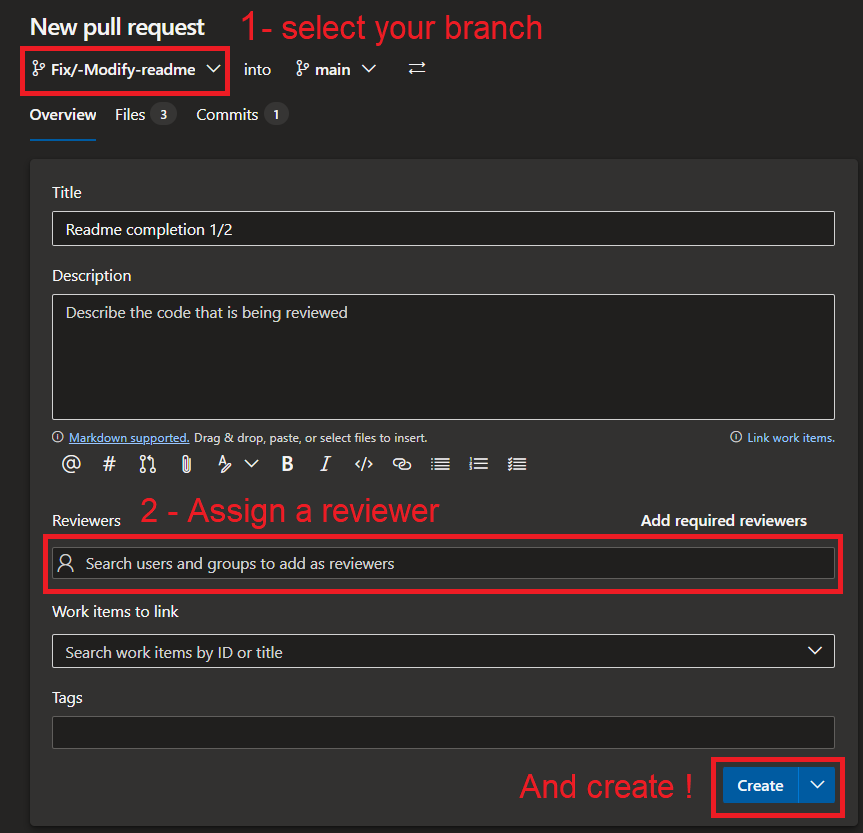 New pull request 1- select your branch
Fix/-Modify-readme into main
Overview Files 3 Commits 1
Title
Readme completion 1/2
Description
Describe the code that is being reviewed
Markdown supported. Drag & drop, paste, or select files to insert. Link work items.
@ # B I </>
Reviewers 2 - Assign a reviewer Add required reviewers
Search users and groups to add as reviewers
Work items to link
Search work items by ID or title
Tags
And create ! Create